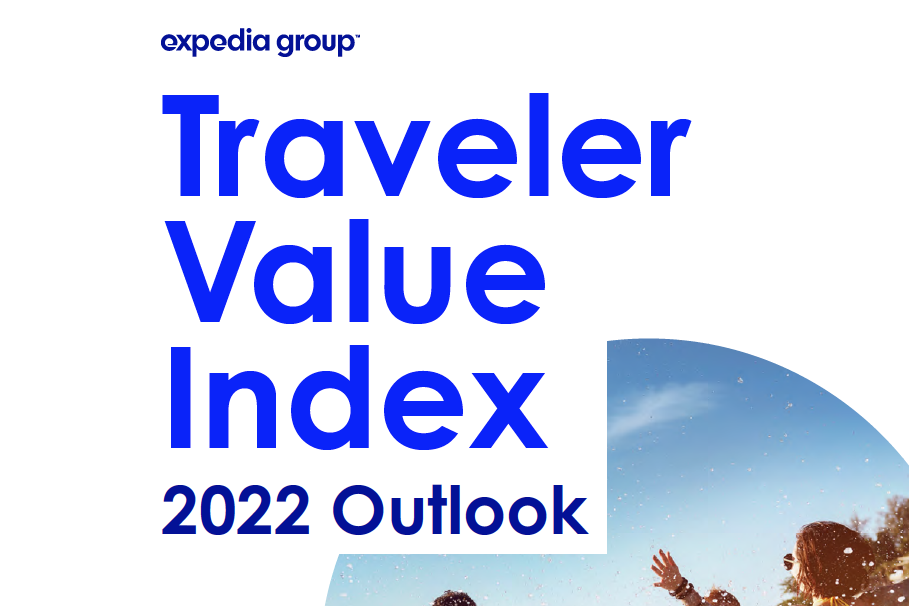 expedia group™
Traveler
Value
Index
2022 Outlook